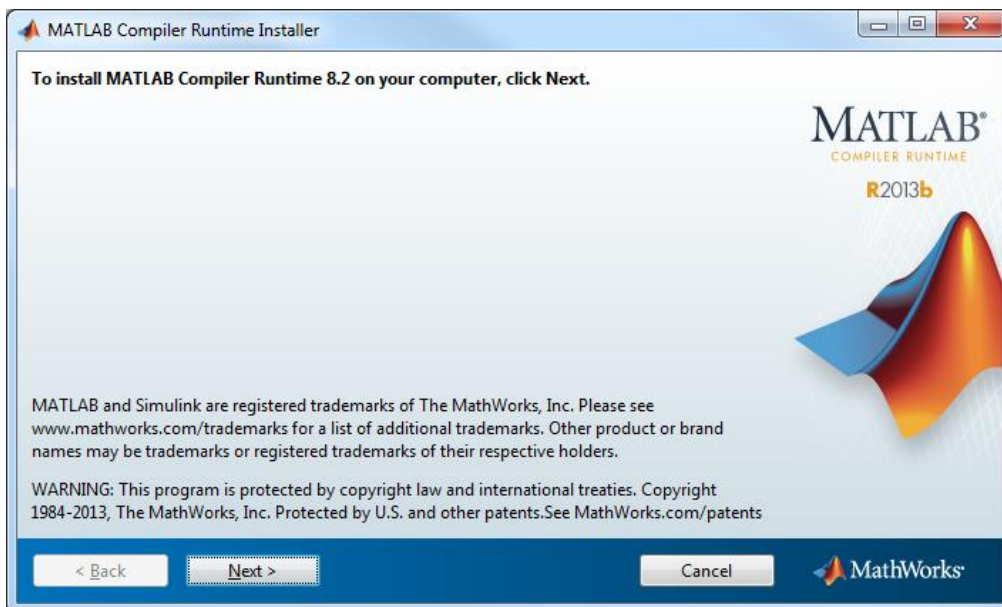 MATLAB Compiler Runtime Installer
To install MATLAB Compiler Runtime 8.2 on your computer, click Next.
MATLAB®
COMPILER RUNTIME
R2013b
MATLAB and Simulink are registered trademarks of The MathWorks, Inc. Please see
www.mathworks.com/trademarks for a list of additional trademarks. Other product or brand
names may be trademarks or registered trademarks of their respective holders.
WARNING: This program is protected by copyright law and international treaties. Copyright
1984-2013, The MathWorks, Inc. Protected by U.S. and other patents.See MathWorks.com/patents
< Back
Next >
Cancel
MathWorks®